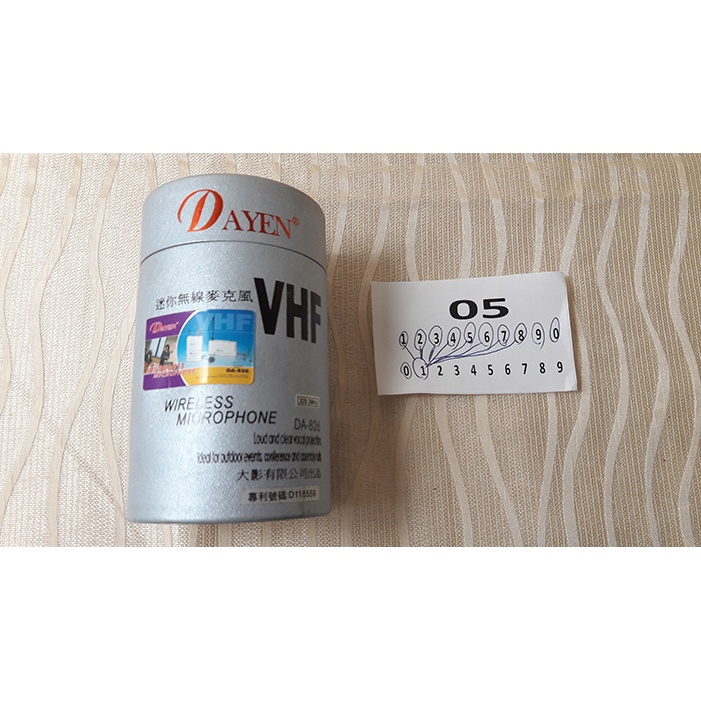 DAYEN®
迷你無線麥克風
VHF
DAYEN
VHF
DA-826
WIRELESS
MICROPHONE
DA-826
Loud and clear vocal projection
Ideal for outdoor events, conference and assembly halls
大影有限公司出品
專利號碼:D118559
05
1 2 3 4 5 6 7 8 9 0
0 1 2 3 4 5 6 7 8 9